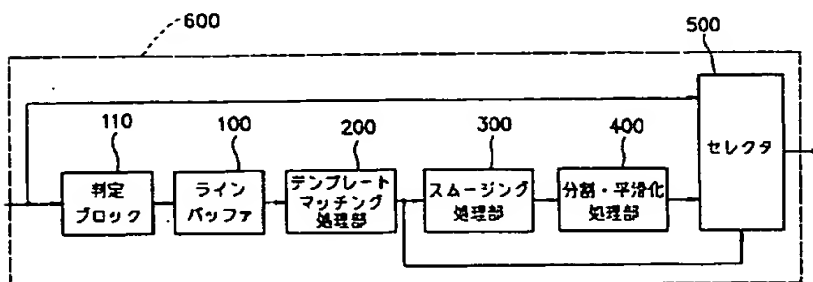 600
500
110
100
200
300
400
判定
ブロック
ライン
バッファ
テンプレート
マッチング
処理部
スムージング
処理部
分割・平滑化
処理部
セレクタ